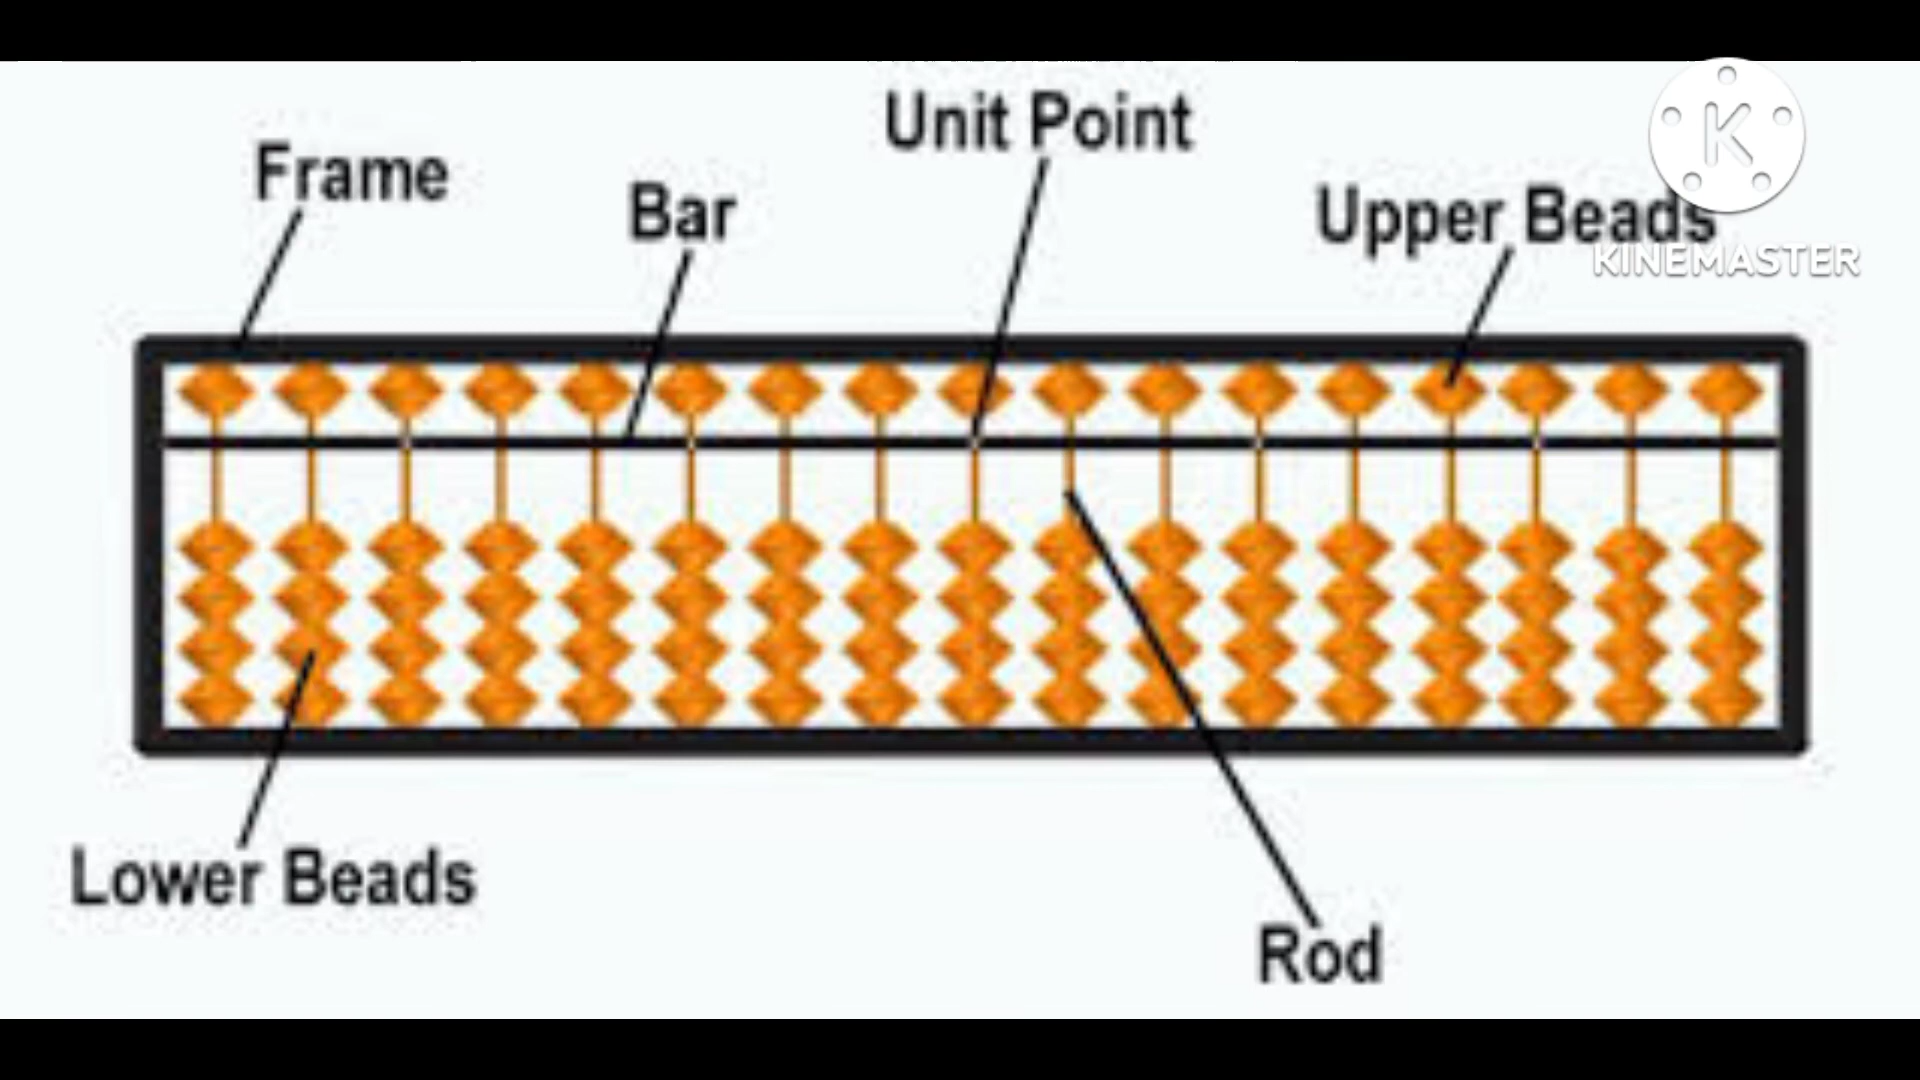 Unit Point
Frame
Bar
Upper Beads
K
KINEMASTER
Lower Beads
Rod